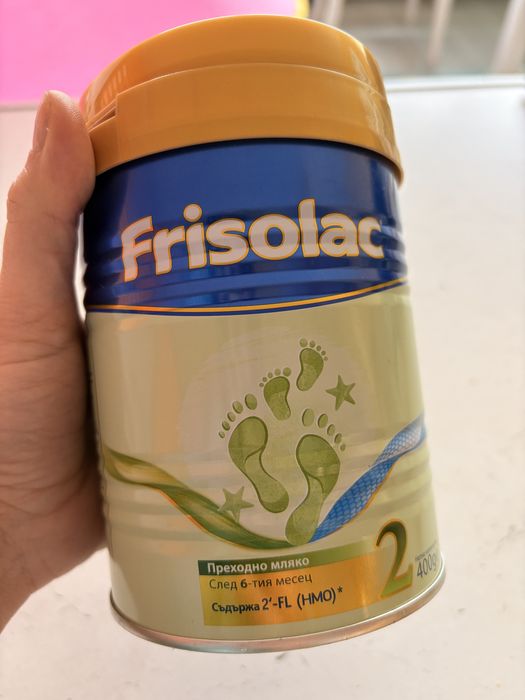 Frisolac
Преходно мляко
След 6-тия месец
Съдържа 2'-FL (HMO)*
2
400g